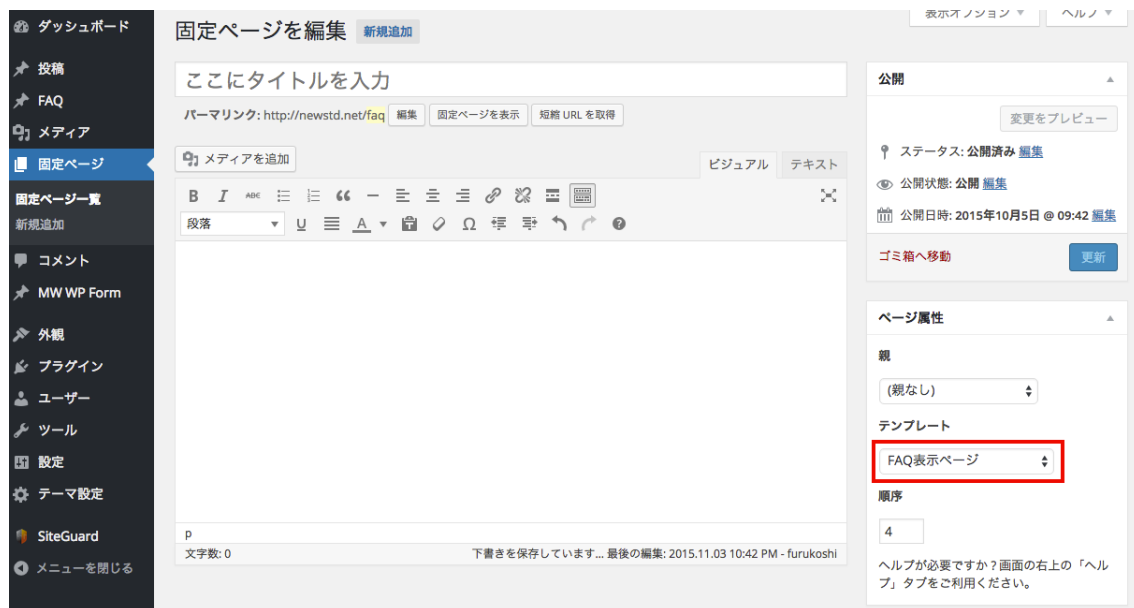 ダッシュボード
投稿
FAQ
メディア
固定ページ
固定ページ一覧
新規追加
コメント
MW WP Form
外観
プラグイン
ユーザー
ツール
設定
テーマ設定
SiteGuard
メニューを閉じる
固定ページを編集 新規追加
表示オプション ヘルプ
ここにタイトルを入力
パーマリンク: http://newstd.net/faq 編集 固定ページを表示 短縮 URL を取得
メディアを追加
ビジュアル テキスト
B I ABC
段落 U A Ω
p
文字数: 0 下書きを保存しています... 最後の編集: 2015.11.03 10:42 PM - furukoshi
公開
変更をプレビュー
ステータス: 公開済み 編集
公開状態: 公開 編集
公開日時: 2015年10月5日 @ 09:42 編集
ゴミ箱へ移動 更新
ページ属性
親
(親なし)
テンプレート
FAQ表示ページ
順序
4
ヘルプが必要ですか ? 画面の右上の「ヘル
プ」タブをご利用ください。